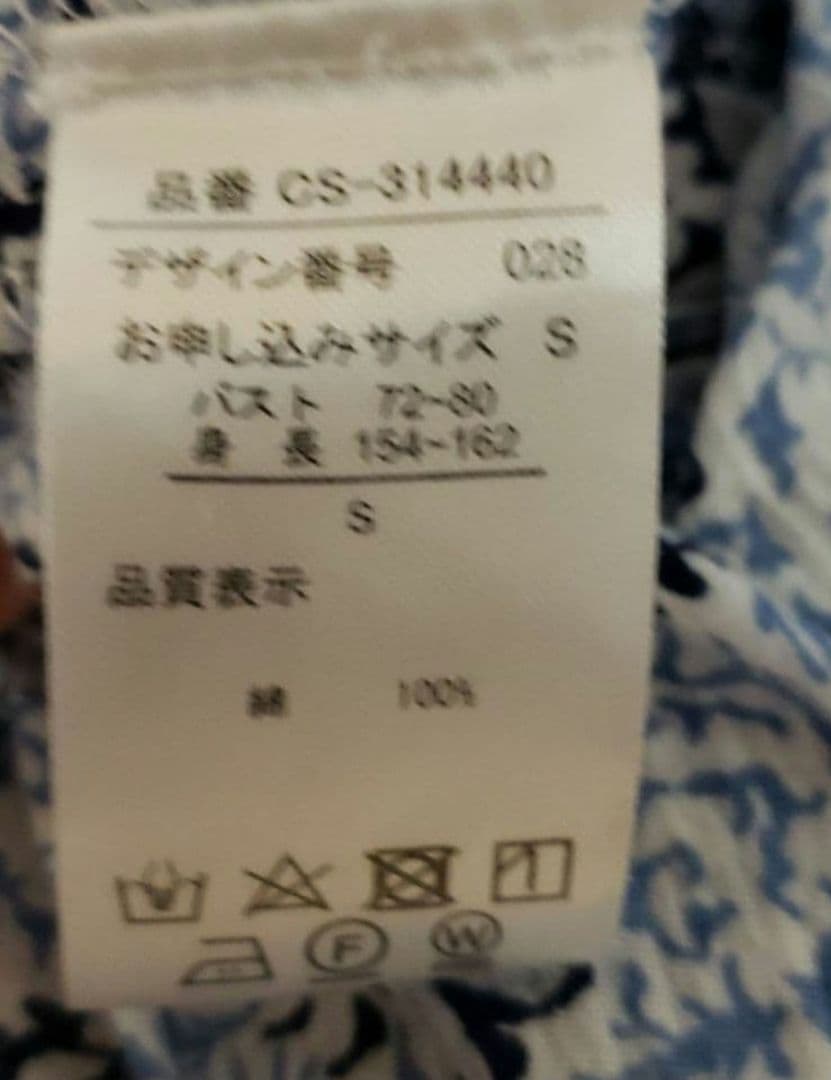 品番 CS-314440
デザイン番号 028
お申し込みサイズ S
バスト 72-80
身 長 154-162
S
品質表示
綿 100%
F W